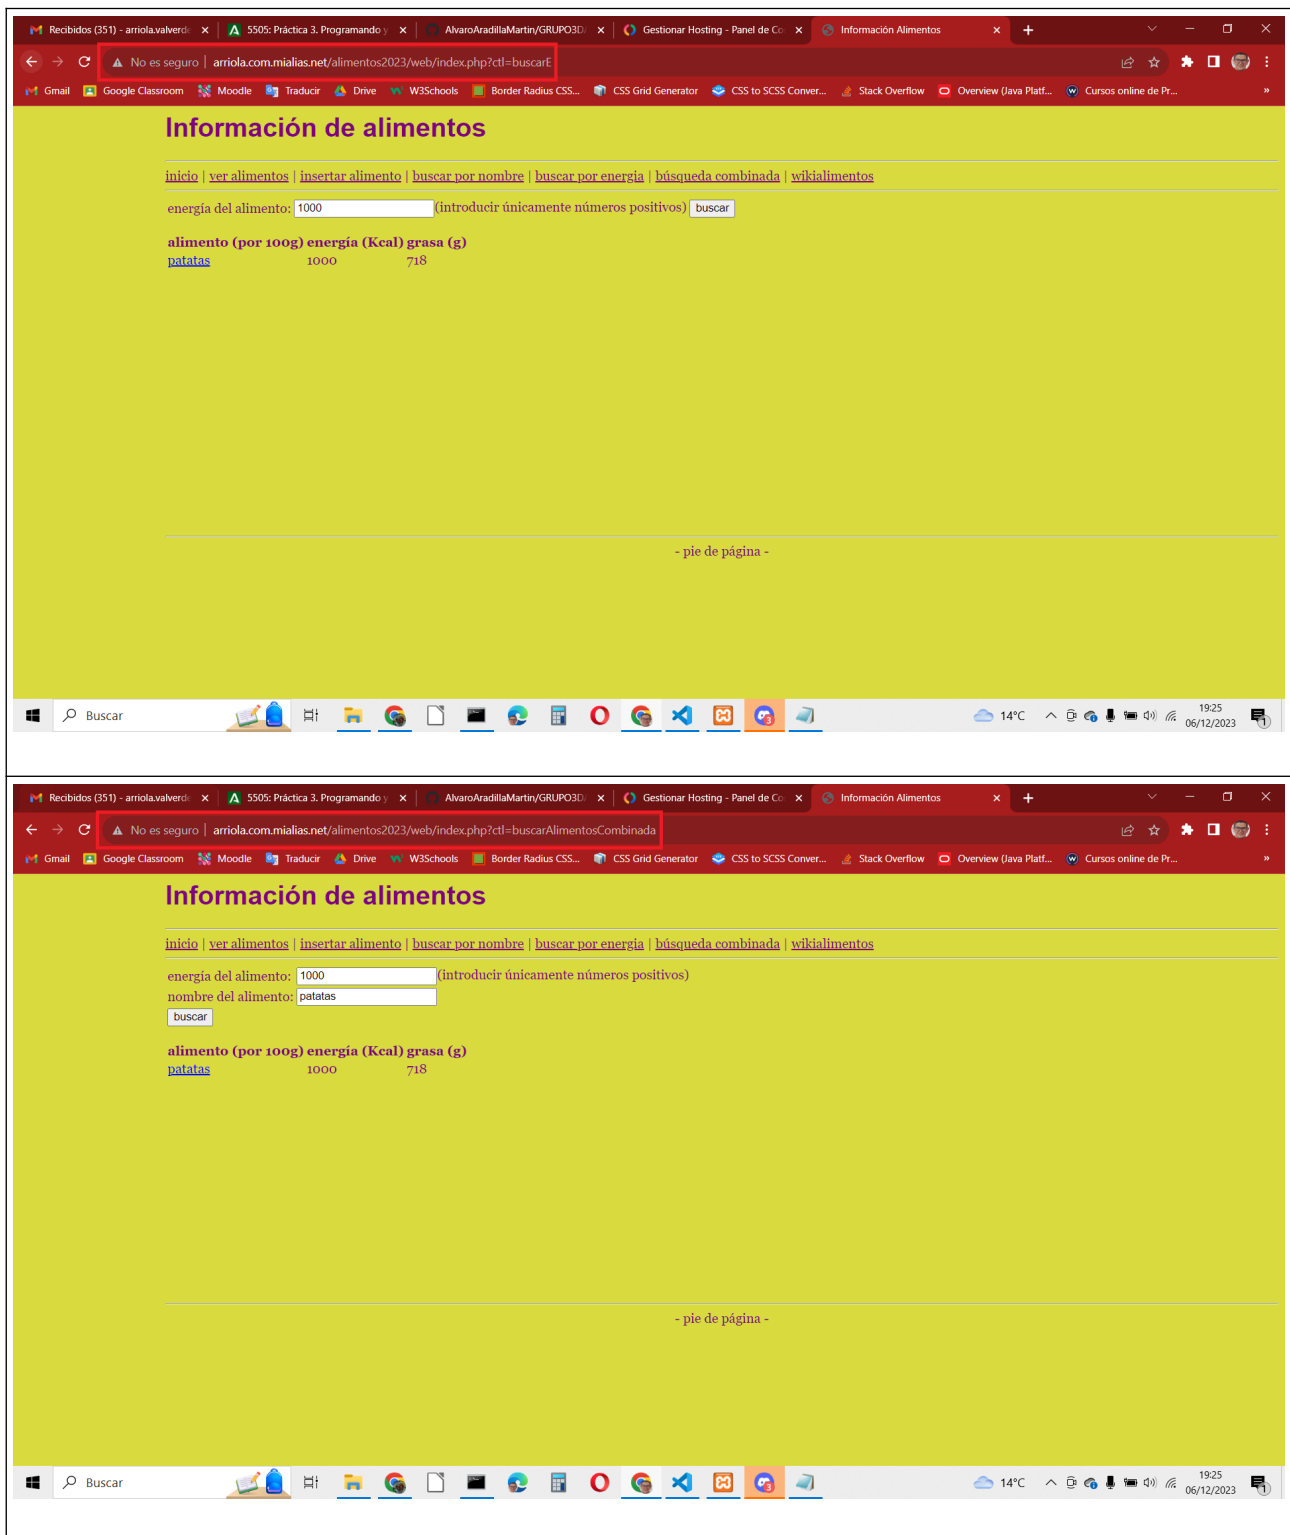 Recibidos (351) - arriola.valverd
5505: Práctica 3. Programando y
AlvaroAradillaMartin/GRUPO3D
Gestionar Hosting - Panel de Co
Información Alimentos
No es seguro | arriola.com.mialias.net/alimentos2023/web/index.php?ctl=buscarE
Gmail Google Classroom Moodle Traducir Drive W3Schools Border Radius CSS... CSS Grid Generator CSS to SCSS Conver... Stack Overflow Overview (Java Platf... Cursos online de Pr... »
Información de alimentos
inicio | ver alimentos | insertar alimento | buscar por nombre | buscar por energia | búsqueda combinada | wikialimentos
energía del alimento: 1000 (introducir únicamente números positivos) buscar
alimento (por 100g) energía (Kcal) grasa (g)
patatas 1000 718
- pie de página -
Buscar 14°C 19:25
06/12/2023
Recibidos (351) - arriola.valverd
5505: Práctica 3. Programando y
AlvaroAradillaMartin/GRUPO3D
Gestionar Hosting - Panel de Co
Información Alimentos
No es seguro | arriola.com.mialias.net/alimentos2023/web/index.php?ctl=buscarAlimentosCombinada
Gmail Google Classroom Moodle Traducir Drive W3Schools Border Radius CSS... CSS Grid Generator CSS to SCSS Conver... Stack Overflow Overview (Java Platf... Cursos online de Pr... »
Información de alimentos
inicio | ver alimentos | insertar alimento | buscar por nombre | buscar por energia | búsqueda combinada | wikialimentos
energía del alimento: 1000 (introducir únicamente números positivos)
nombre del alimento: patatas
buscar
alimento (por 100g) energía (Kcal) grasa (g)
patatas 1000 718
- pie de página -
Buscar 14°C 19:25
06/12/2023